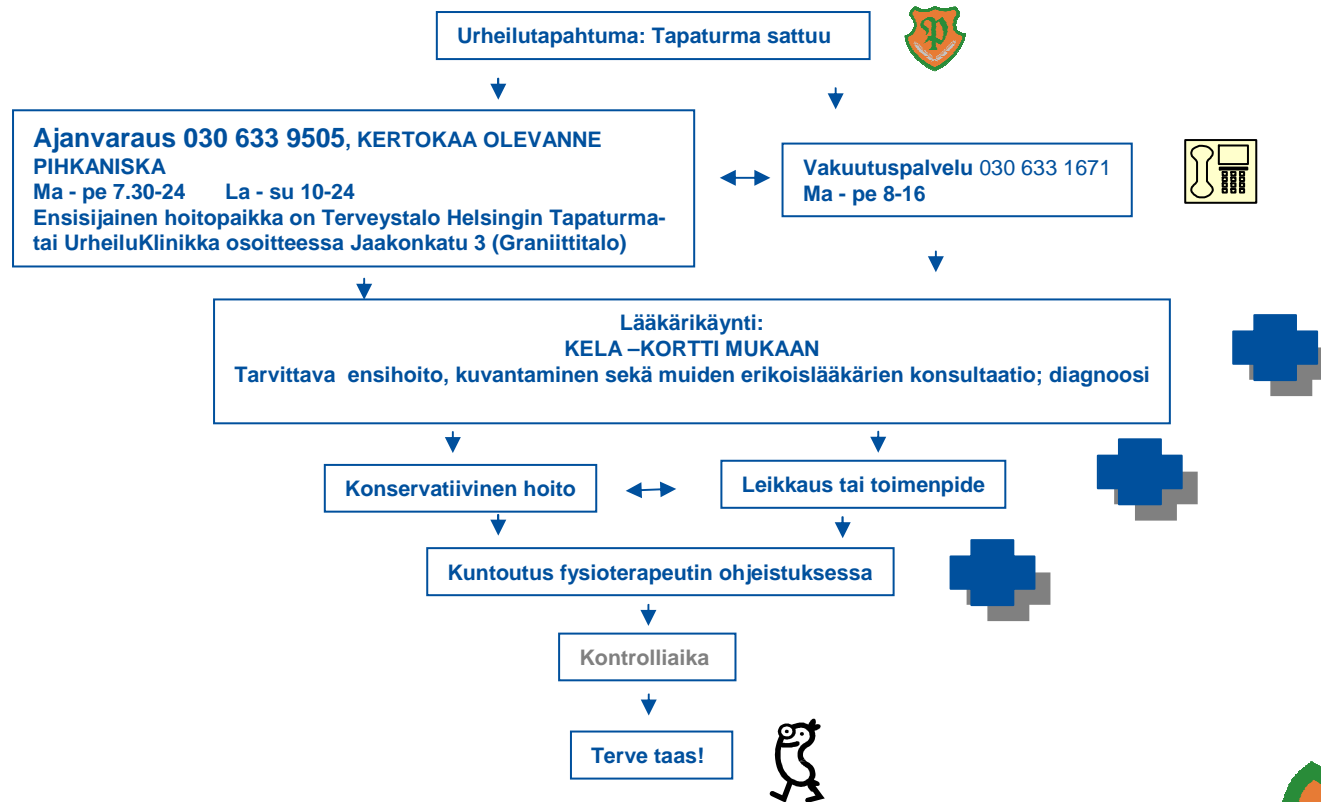 Urheilutapahtuma: Tapaturma sattuu
P
Ajanvaraus 030 633 9505, KERTOKAA OLEVANNE
PIHKANISKA
Ma - pe 7.30-24 La - su 10-24
Ensisijainen hoitopaikka on Terveystalo Helsingin Tapaturma-
tai UrheiluKlinikka osoitteessa Jaakonkatu 3 (Graniittitalo)
Vakuutuspalvelu 030 633 1671
Ma - pe 8-16
Lääkärikäynti:
KELA –KORTTI MUKAAN
Tarvittava ensihoito, kuvantaminen sekä muiden erikoislääkärien konsultaatio; diagnoosi
Konservatiivinen hoito
Leikkaus tai toimenpide
Kuntoutus fysioterapeutin ohjeistuksessa
Kontrolliaika
Terve taas!